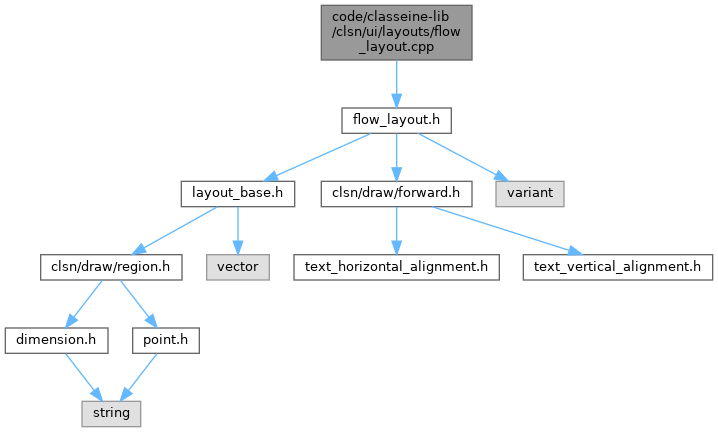 code/classeine-lib
/clsn/ui/layouts/flow
_layout.cpp
flow_layout.h
layout_base.h
clsn/draw/forward.h
variant
clsn/draw/region.h
vector
text_horizontal_alignment.h
text_vertical_alignment.h
dimension.h
point.h
string